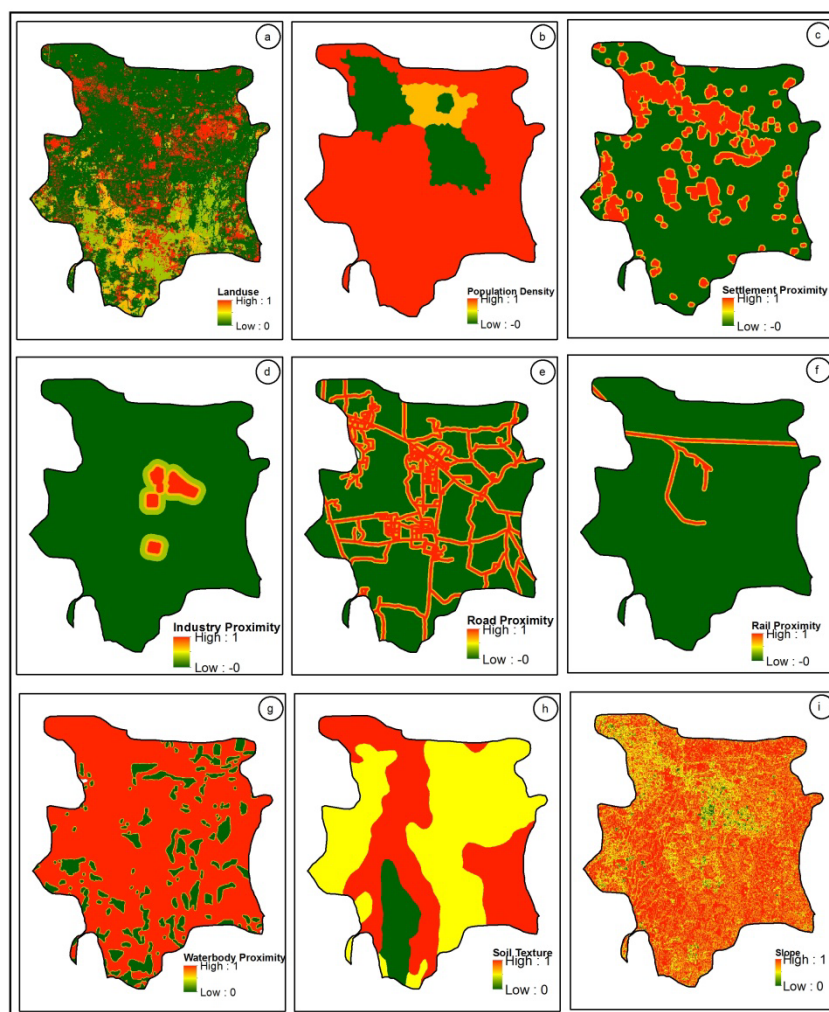 a
Landuse
High : 1
Low : 0
b
Population Density
High : 1
Low : -0
c
Settlement Proximity
High : 1
Low : -0
d
Industry Proximity
High : 1
Low : -0
e
Road Proximity
High : 1
Low : -0
f
Rail Proximity
High : 1
Low : -0
g
Waterbody Proximity
High : 1
Low : 0
h
Soil Texture
High : 1
Low : 0
i
Slope
High : 1
Low : 0